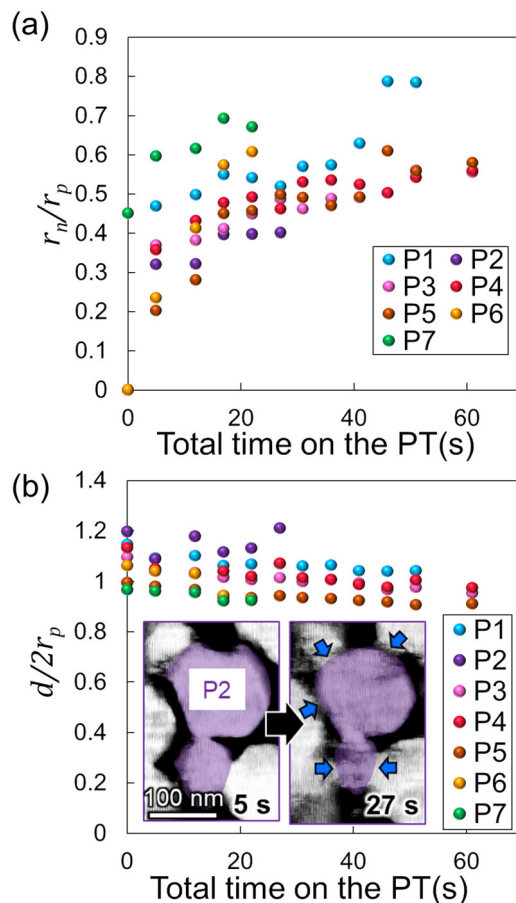 (a)
0.9
0.8
0.7
0.6
0.5
0.4
0.3
0.2
0.1
0
rn/rp
P1 P2
P3 P4
P5 P6
P7
0 20 40 60
Total time on the PT(s)
(b)
1.4
1.2
1
0.8
0.6
0.4
0.2
0
d/2rp
P2
100 nm 5 s
27 s
P1
P2
P3
P4
P5
P6
P7
0 20 40 60
Total time on the PT(s)